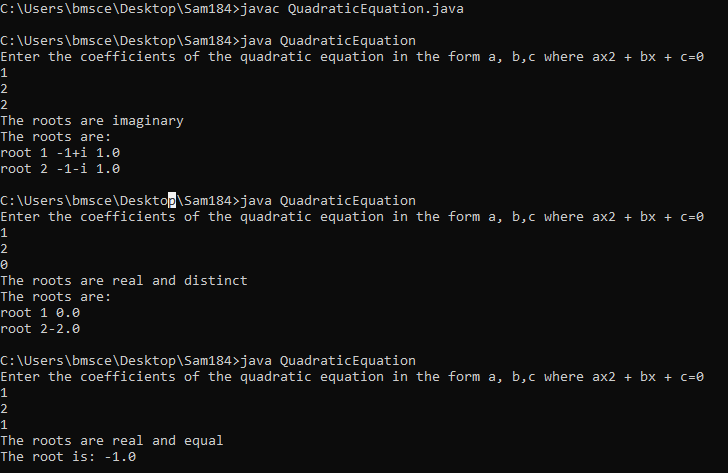 C:\Users\bmsce\Desktop\Sam184>javac QuadraticEquation.java
C:\Users\bmsce\Desktop\Sam184>java QuadraticEquation
Enter the coefficients of the quadratic equation in the form a, b,c where ax2 + bx + c=0
1
2
2
The roots are imaginary
The roots are:
root 1 -1+i 1.0
root 2 -1-i 1.0
C:\Users\bmsce\Desktop\Sam184>java QuadraticEquation
Enter the coefficients of the quadratic equation in the form a, b,c where ax2 + bx + c=0
1
2
0
The roots are real and distinct
The roots are:
root 1 0.0
root 2-2.0
C:\Users\bmsce\Desktop\Sam184>java QuadraticEquation
Enter the coefficients of the quadratic equation in the form a, b,c where ax2 + bx + c=0
1
2
1
The roots are real and equal
The root is: -1.0